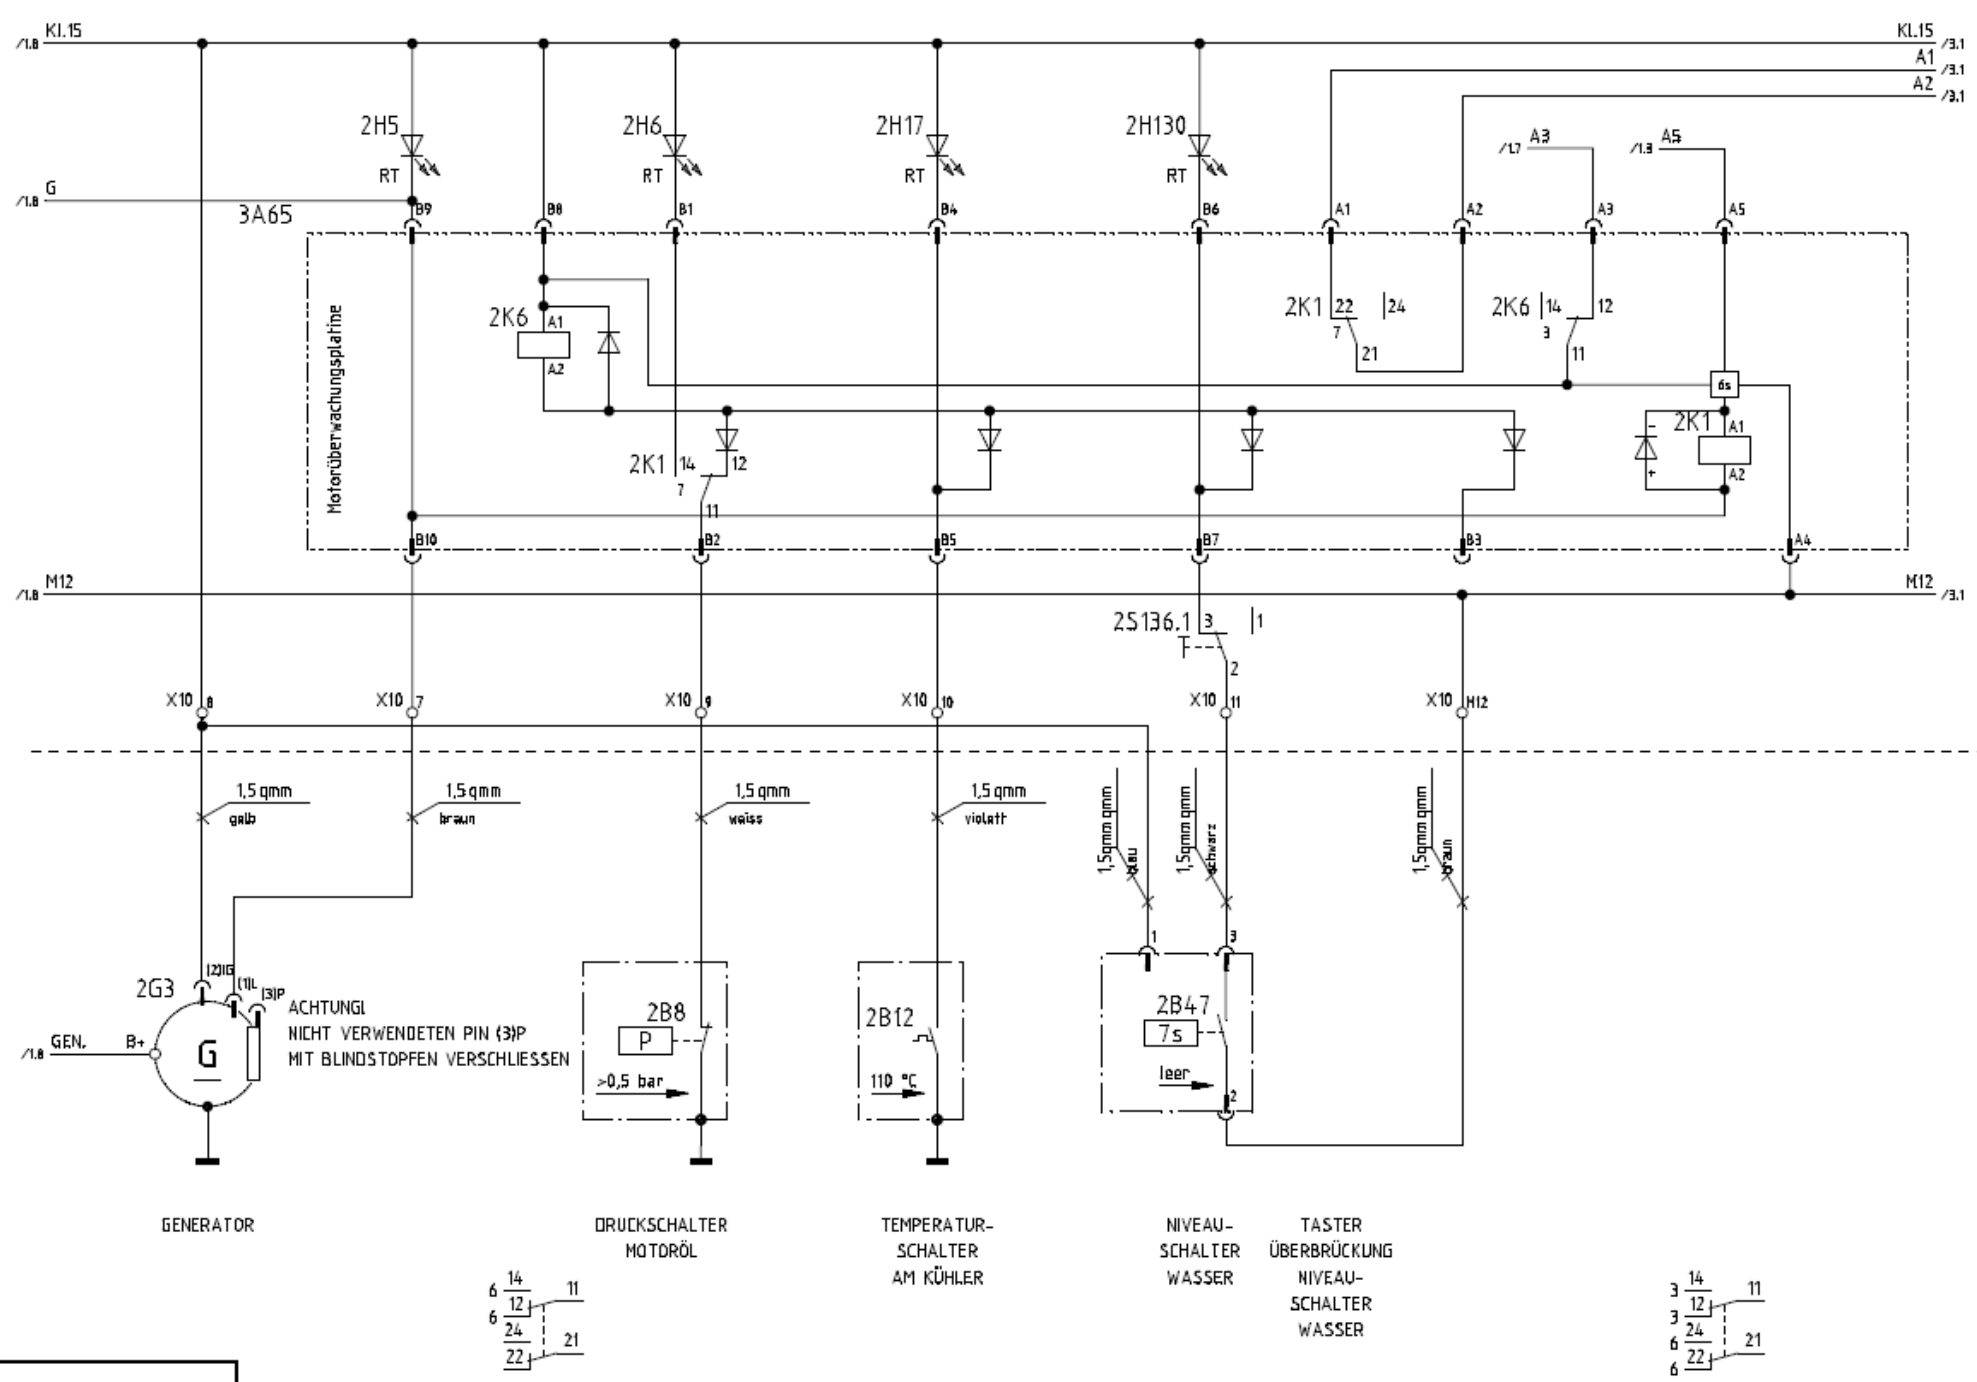 Kl.15 Kl.15
/1.8 /3.1
A1
/3.1
A2
/3.1
2H5 2H6 2H17 2H130
A3 A5
/1.7 /1.3
RT RT RT RT
G
/1.8
3A65 B9 B8 B1 B4 B6 A1 A2 A3 A5
Motorüberwachungsplatine
2K6 A1 A2
2K1 22 24
7 21
2K6 14 12
3 11
6s
2K1 14 12
7 11
- 2K1 A1
+ A2
B10 B2 B5 B7 B3 A4
M12 M12
/1.8 /3.1
2S136.1 3 1
2
X10 8 X10 7 X10 9 X10 10 X10 11 X10 M12
1,5 qmm 1,5 qmm 1,5 qmm 1,5 qmm
gelb braun weiss violett
1,5qmm qmm blau
1,5qmm qmm schwarz
1,5qmm qmm braun
1 3
2G3 (2)IG (1)L (3)P
ACHTUNG!
NICHT VERWENDETEN PIN (3)P
MIT BLINDSTOPFEN VERSCHLIESSEN
/1.8 GEN. B+ G
2B8
P
>0,5 bar
2B12
110 °C
2B47
7s
leer
2
GENERATOR
DRUCKSCHALTER
MOTORÖL
TEMPERATUR-
SCHALTER
AM KÜHLER
NIVEAU-
SCHALTER
WASSER
TASTER
ÜBERBRÜCKUNG
NIVEAU-
SCHALTER
WASSER
6 14 11
6 12
24 21
22
3 14 11
3 12
6 24 21
6 22